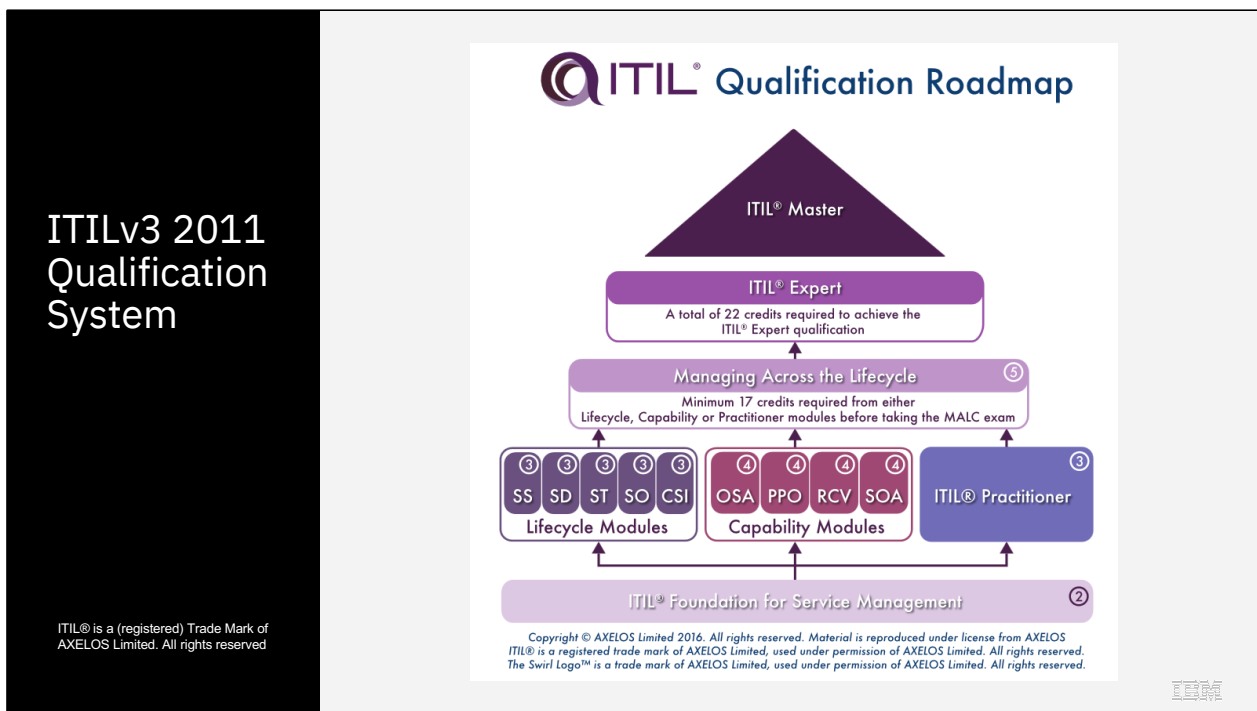 ITILv3 2011
Qualification
System
ITIL® is a (registered) Trade Mark of
AXELOS Limited. All rights reserved
ITIL® Qualification Roadmap
ITIL® Master
ITIL® Expert
A total of 22 credits required to achieve the
ITIL® Expert qualification
Managing Across the Lifecycle 5
Minimum 17 credits required from either
Lifecycle, Capability or Practitioner modules before taking the MALC exam
3 3 3 3 3
SS SD ST SO CSI
Lifecycle Modules
4 4 4 4
OSA PPO RCV SOA
Capability Modules
3
ITIL® Practitioner
ITIL® Foundation for Service Management 2
Copyright © AXELOS Limited 2016. All rights reserved. Material is reproduced under license from AXELOS
ITIL® is a registered trade mark of AXELOS Limited, used under permission of AXELOS Limited. All rights reserved.
The Swirl Logo™ is a trade mark of AXELOS Limited, used under permission of AXELOS Limited. All rights reserved.
IBM